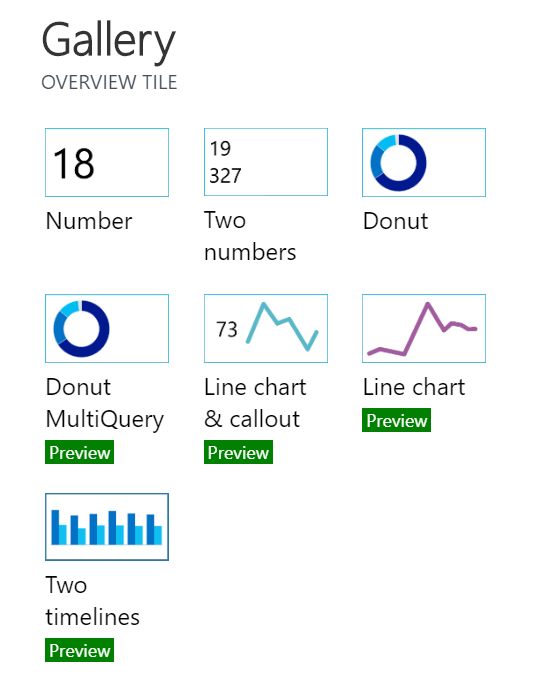 Gallery
OVERVIEW TILE
18
Number
19
327
Two
numbers
Donut
Donut
MultiQuery
Preview
73
Line chart
& callout
Preview
Line chart
Preview
Two
timelines
Preview